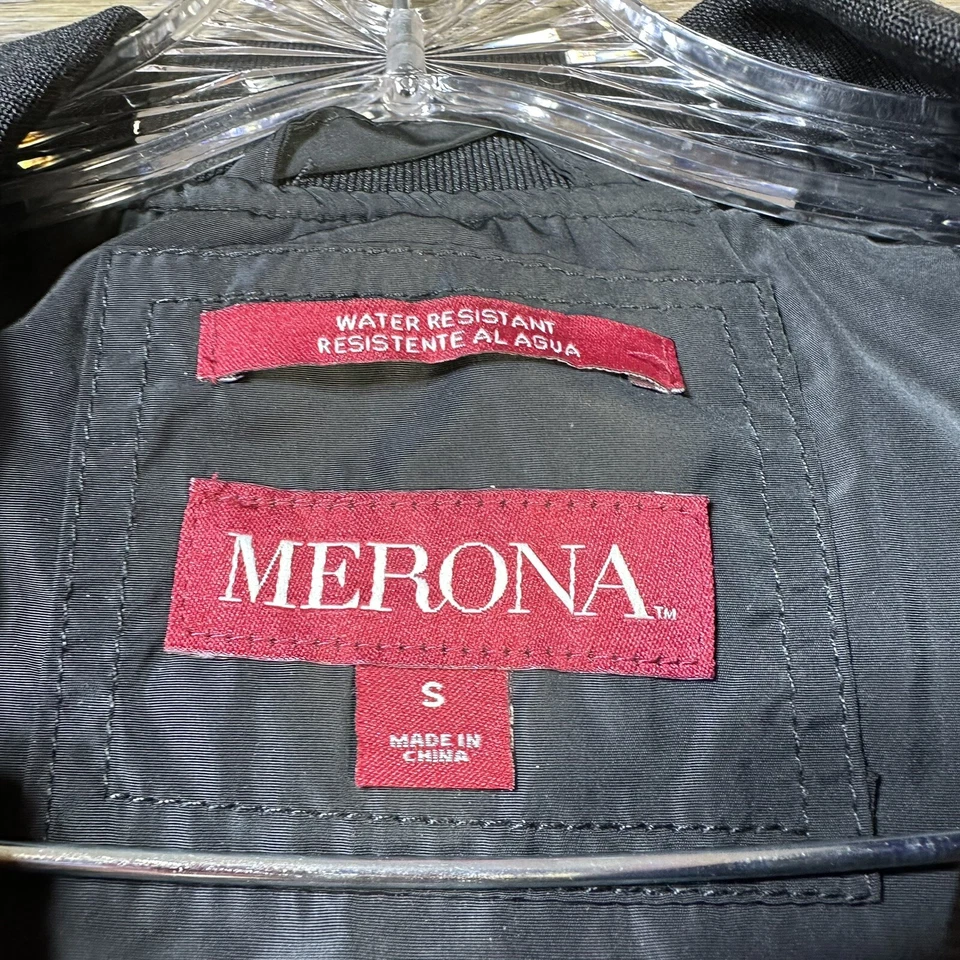 WATER RESISTANT
RESISTENTE AL AGUA
MERONA™
S
MADE IN
CHINA